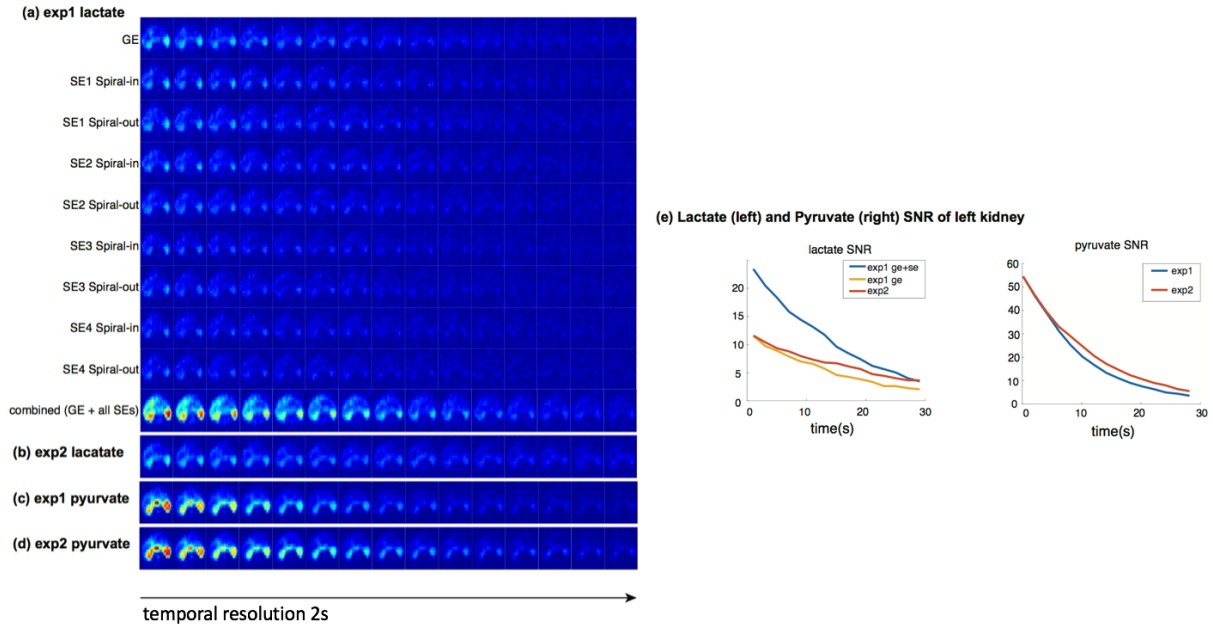 (a) exp1 lactate
GE
SE1 Spiral-in
SE1 Spiral-out
SE2 Spiral-in
SE2 Spiral-out
SE3 Spiral-in
SE3 Spiral-out
SE4 Spiral-in
SE4 Spiral-out
combined (GE + all SEs)
(b) exp2 lacatate
(c) exp1 pyurvate
(d) exp2 pyurvate
temporal resolution 2s
(e) Lactate (left) and Pyruvate (right) SNR of left kidney
lactate SNR
exp1 ge+se
exp1 ge
exp2
20
15
10
5
0
0 10 20 30
time(s)
pyruvate SNR
exp1
exp2
60
50
40
30
20
10
0
0 10 20 30
time(s)